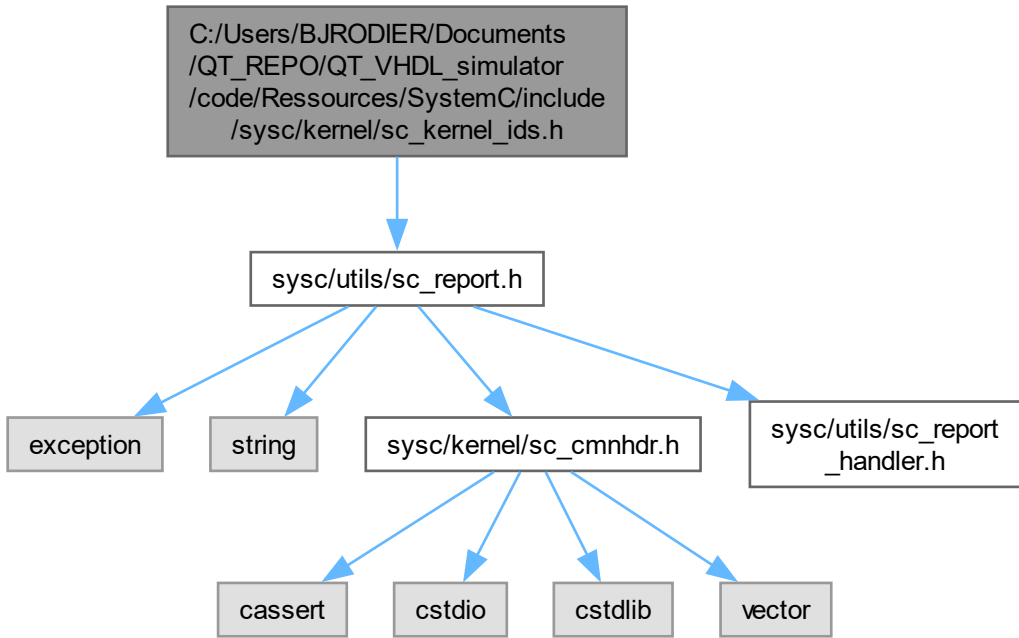 C:/Users/BJRODIER/Documents
/QT_REPO/QT_VHDL_simulator
/code/Ressources/SystemC/include
/sysc/kernel/sc_kernel_ids.h
sysc/utils/sc_report.h
exception
string
sysc/kernel/sc_cmnhdr.h
sysc/utils/sc_report
_handler.h
cassert
cstdio
cstdlib
vector